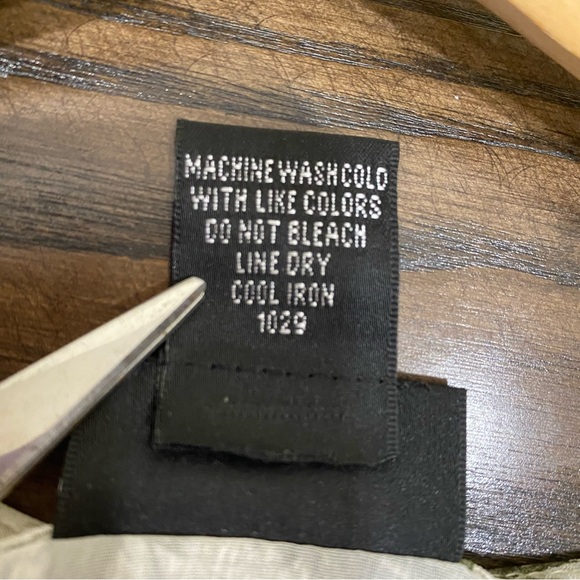 MACHINE WASH COLD
WITH LIKE COLORS
DO NOT BLEACH
LINE DRY
COOL IRON
1029